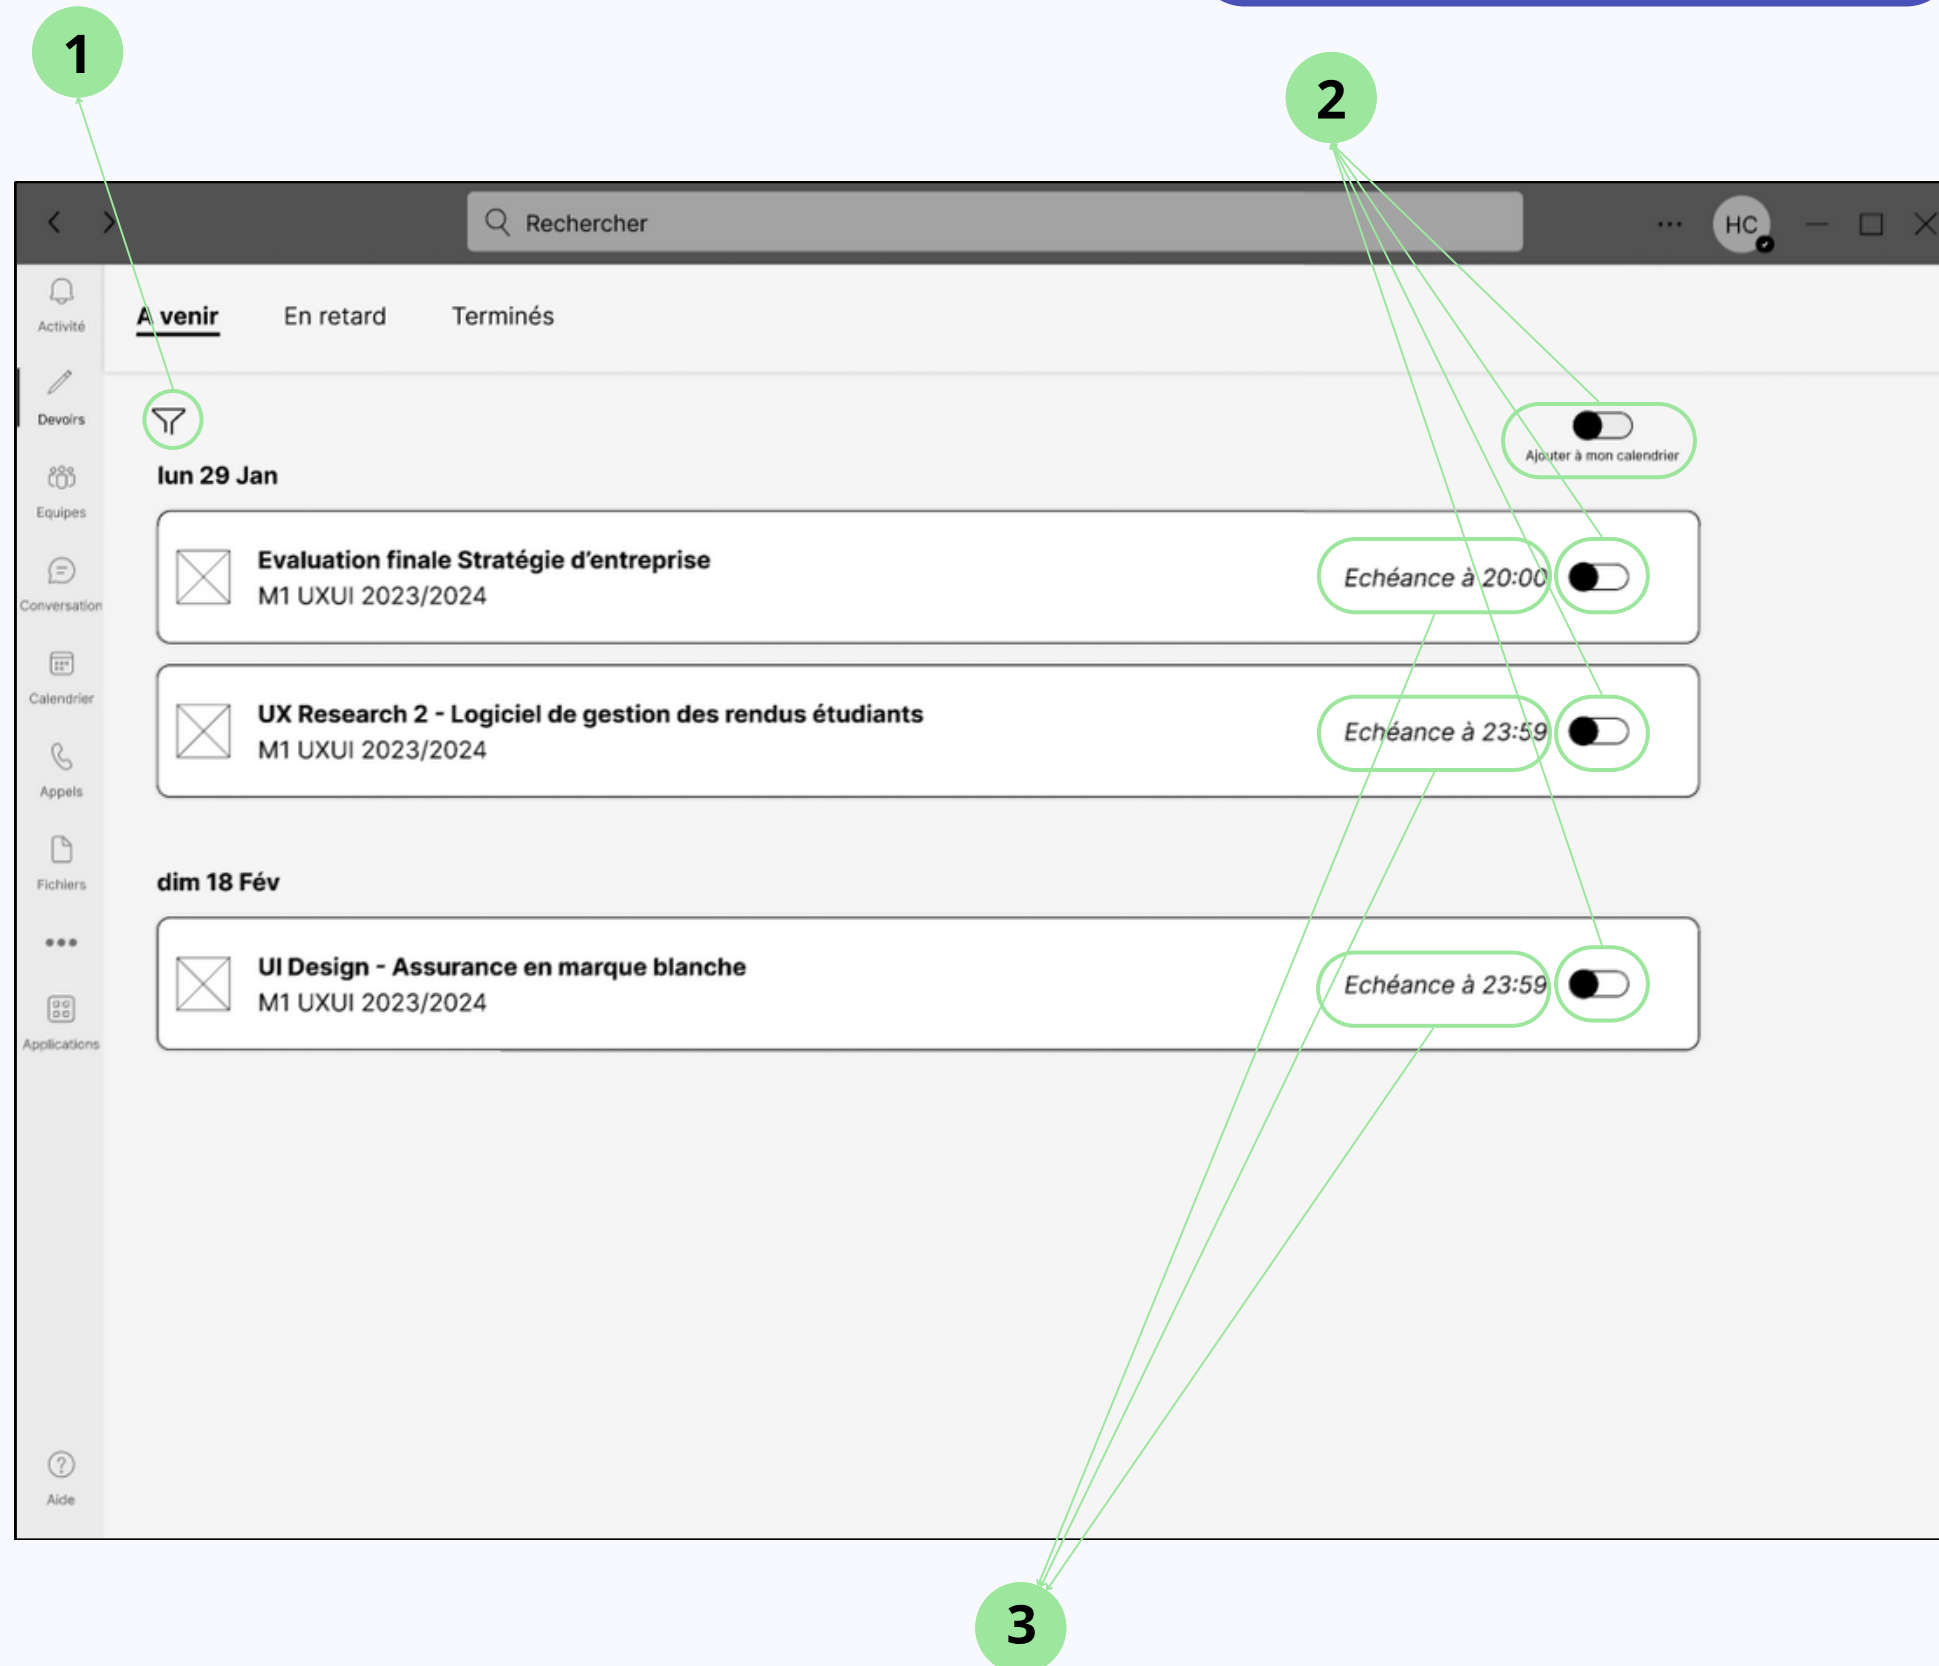 1
2
Rechercher
HC
Activité
A venir
En retard
Terminés
Devoirs
Ajouter à mon calendrier
lun 29 Jan
Equipes
Evaluation finale Stratégie d'entreprise
M1 UXUI 2023/2024
Echéance à 20:00
Conversation
Calendrier
UX Research 2 - Logiciel de gestion des rendus étudiants
M1 UXUI 2023/2024
Echéance à 23:59
Appels
Fichiers
dim 18 Fév
UI Design - Assurance en marque blanche
M1 UXUI 2023/2024
Echéance à 23:59
Applications
Aide
3